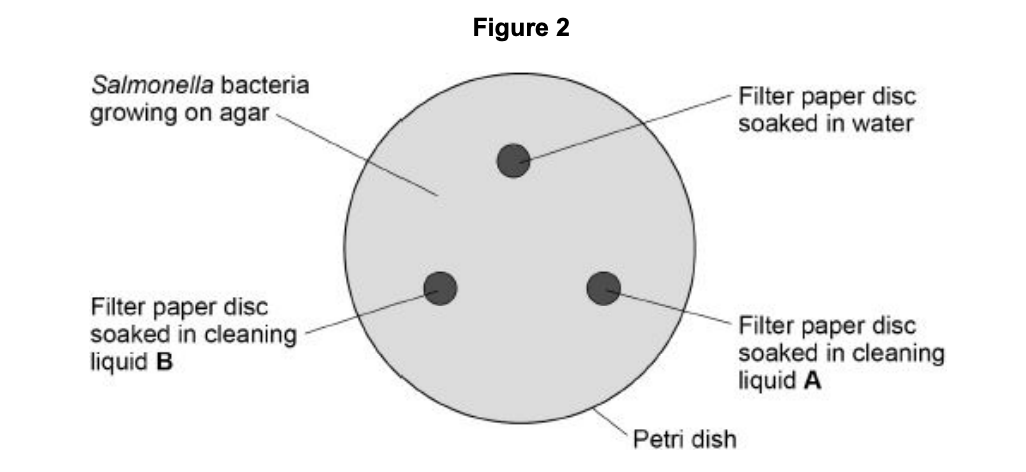 Figure 2
Salmonella bacteria
growing on agar
Filter paper disc
soaked in water
Filter paper disc
soaked in cleaning
liquid B
Filter paper disc
soaked in cleaning
liquid A
Petri dish